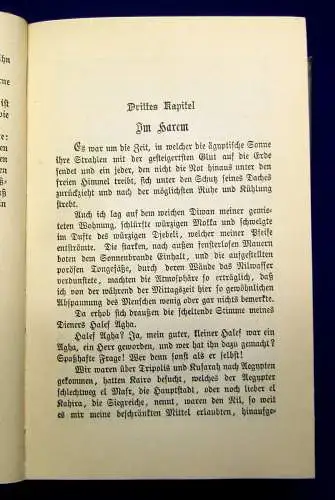 Drittes Kapitel
Im Harem
Es war um die Zeit, in welcher die ägyptische Sonne
ihre Strahlen mit der gesteigertsten Glut auf die Erde
sendet und ein jeder, den nicht die Not hinaus unter
freien Himmel treibt, sich unter den Schutz seines Daches
zurückzieht und nach der möglichsten Ruhe und Kühlung
strebt.
Auch ich lag auf dem weichen Diwan meiner gemie-
teten Wohnung, schlürfte würzigen Mokka und schwelgte
im Dufte des würzigen Djebeli, welcher meiner Pfeife
entströmte. Die starken, nach außen fensterlosen Mauern
boten dem Sonnenbrande Einhalt, und die aufgestellten
porösen Tongefäße, durch deren Wände das Nilwasser
verdunstete, machten die Atmosphäre so erträglich, daß
ich von der während der Mittagszeit hier so gewöhnlichen
Abspannung des Menschen wenig oder gar nichts bemerkte.
Da erhob sich draußen die scheltende Stimme meines
Dieners Halef Agha.
Halef Agha? Ja, mein guter, kleiner Halef war ein
Agha, ein Herr geworden, und wer hat ihn dazu gemacht?
Spaßhafte Frage! Wer denn sonst als er selbst!
Wir waren über Tripolis und Kufarah nach Aegypten
gekommen, hatten Kairo besucht, welches der Aegypter
schlechtweg el Masr, die Hauptstadt, oder noch lieber el
Kahira, die Siegreiche, nennt, waren den Nil, so weit
es mir meine beschränkten Mittel erlaubten, hinaufge-